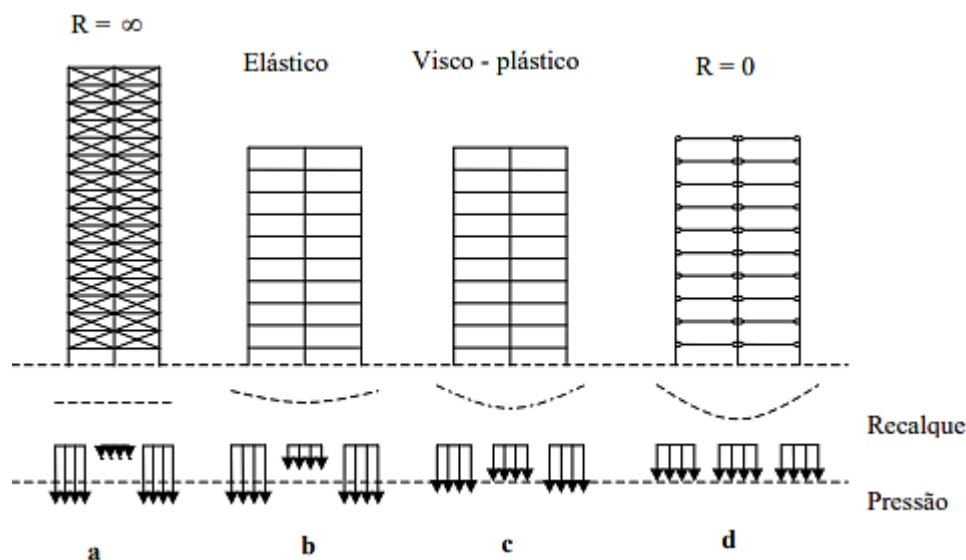 R = ∞
Elástico
Visco - plástico
R = 0
Recalque
Pressão
a
b
c
d